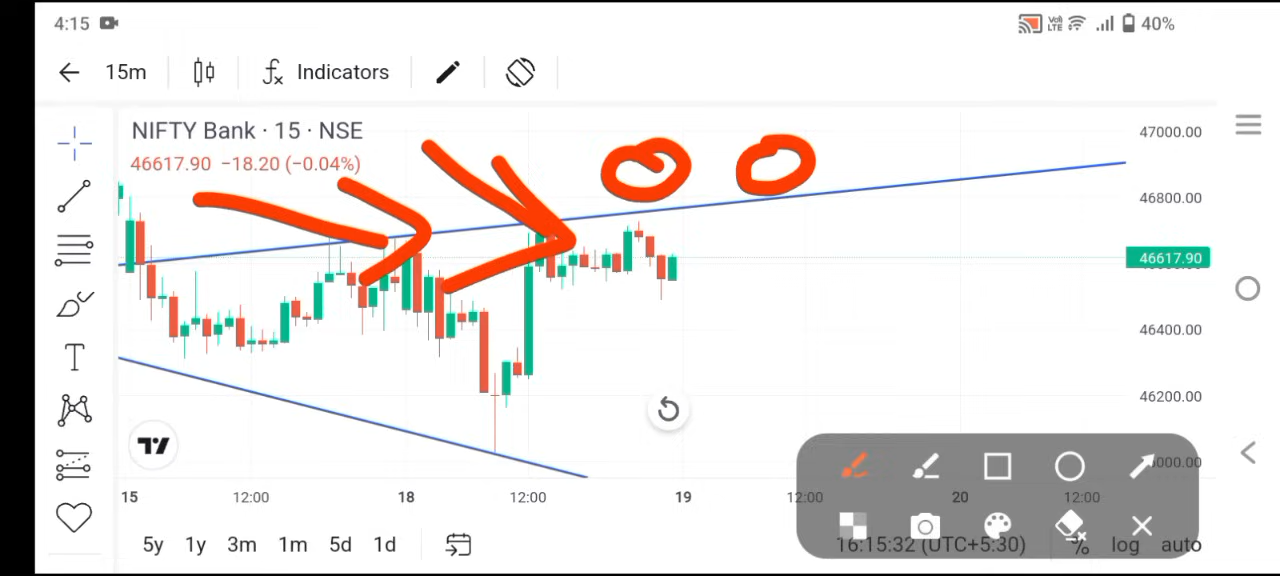 4:15
Vo)
LTE
40%
15m
Indicators
NIFTY Bank · 15 · NSE
46617.90 −18.20 (−0.04%)
47000.00
46800.00
46617.90
46400.00
46200.00
15 12:00 18 12:00 19 12:00 20 12:00
5y 1y 3m 1m 5d 1d
16:15:32 (UTC+5:30) % log auto